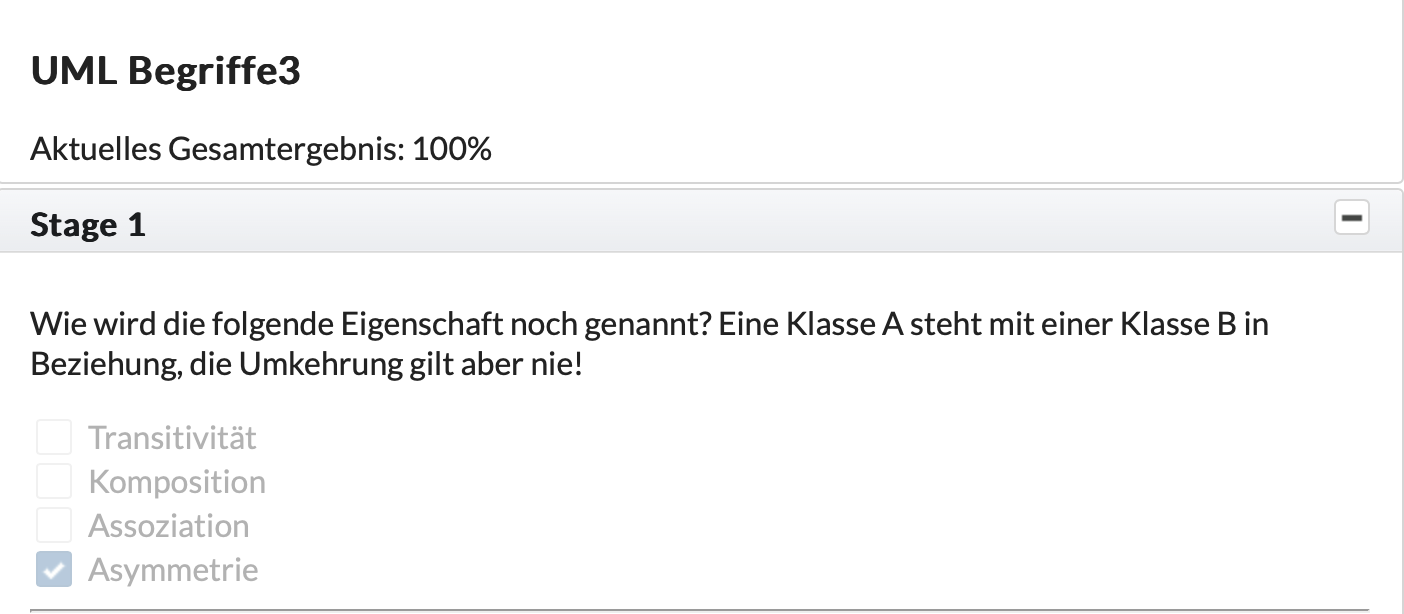 UML Begriffe3
Aktuelles Gesamtergebnis: 100%
Stage 1
Wie wird die folgende Eigenschaft noch genannt? Eine Klasse A steht mit einer Klasse B in
Beziehung, die Umkehrung gilt aber nie!
Transitivität
Komposition
Assoziation
Asymmetrie